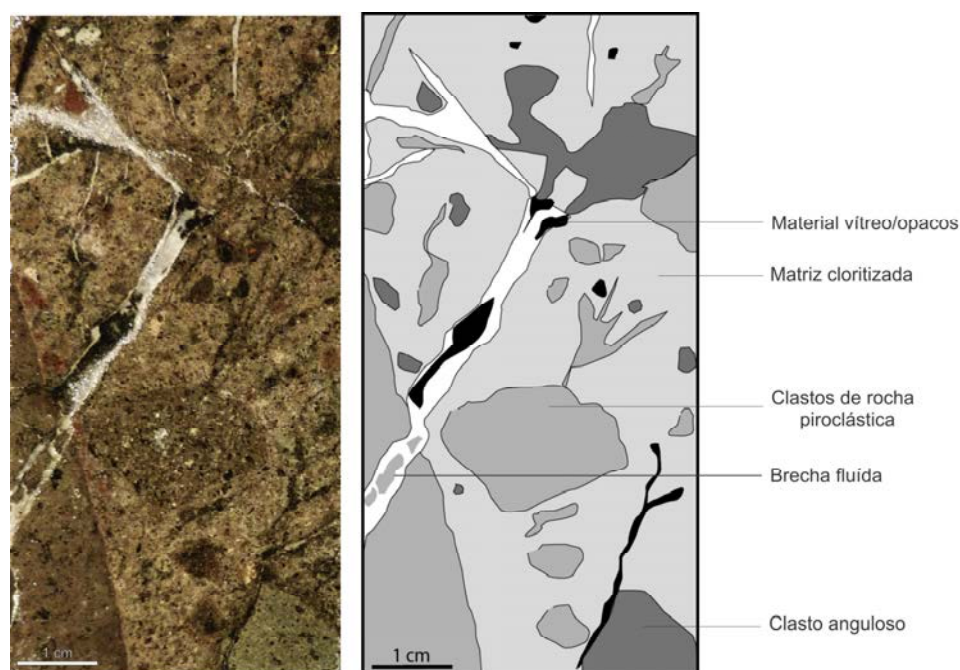 Material vítreo/opacos
Matriz cloritizada
Clastos de rocha
piroclástica
Brecha fluída
Clasto anguloso
1 cm
1 cm